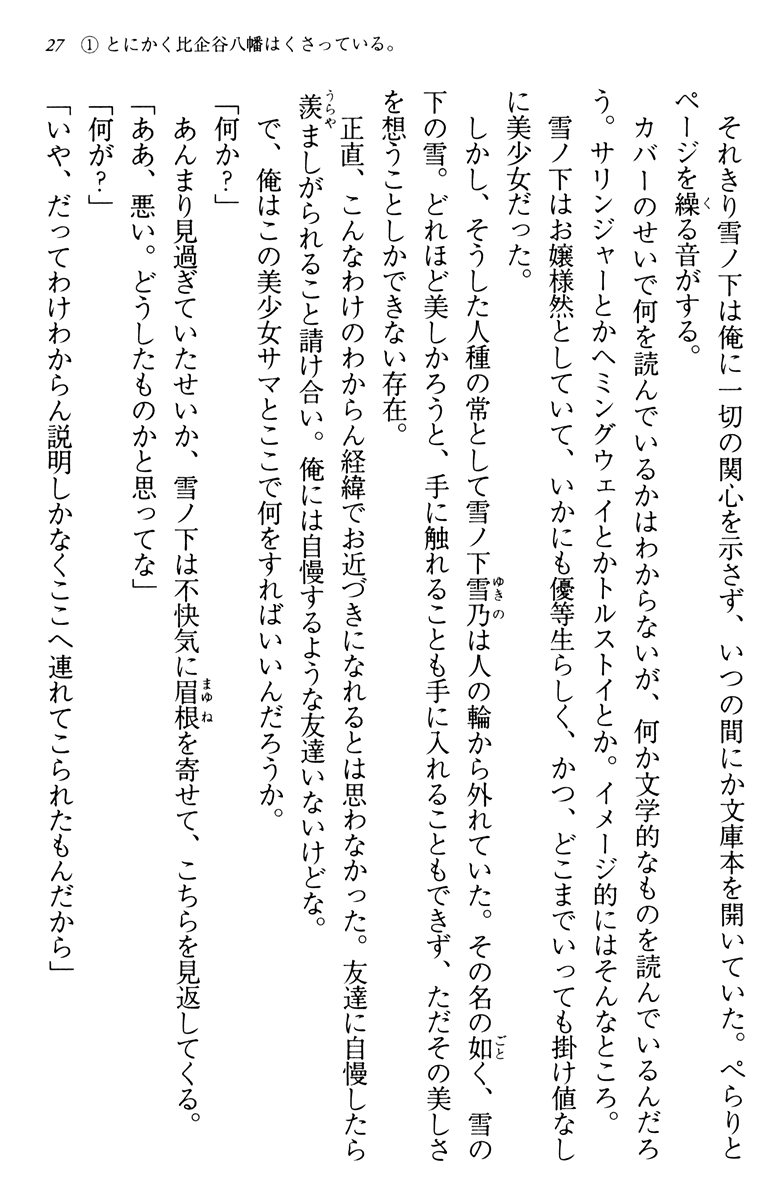 27 ① とにかく比企谷八幡はくさっている。
それきり雪ノ下は俺に一切の関心を示さず、いつの間にか文庫本を開いていた。ぺらりと
ページを繰る音がする。
カバーのせいで何を読んでいるかはわからないが、何か文学的なものを読んでいるんだろ
う。サリンジャーとかヘミングウェイとかトルストイとか。イメージ的にはそんなところ。
雪ノ下はお嬢様然としていて、いかにも優等生らしく、かつ、どこまでいっても掛け値なし
に美少女だった。
しかし、そうした人種の常として雪ノ下雪乃は人の輪から外れていた。その名の如く、雪の
下の雪。どれほど美しかろうと、手に触れることも手に入れることもできず、ただその美しさ
を想うことしかできない存在。
正直、こんなわけのわからん経緯でお近づきになれるとは思わなかった。友達に自慢したら
羨ましがられること請け合い。俺には自慢するような友達いないけどな。
で、俺はこの美少女サマとここで何をすればいいんだろうか。
「何か？」
あんまり見過ぎていたせいか、雪ノ下は不快気に眉根を寄せて、こちらを見返してくる。
「ああ、悪い。どうしたものかと思ってな」
「何が？」
「いや、だってわけわからん説明しかなくここへ連れてこられたもんだから」